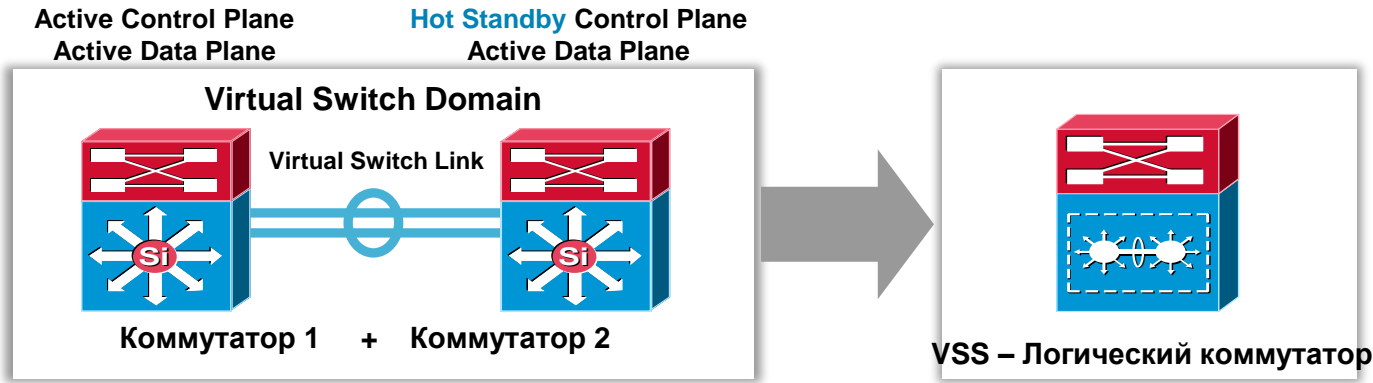 Active Control Plane
Active Data Plane
Hot Standby Control Plane
Active Data Plane
Virtual Switch Domain
Virtual Switch Link
Si
Si
Коммутатор 1 + Коммутатор 2
VSS – Логический коммутатор